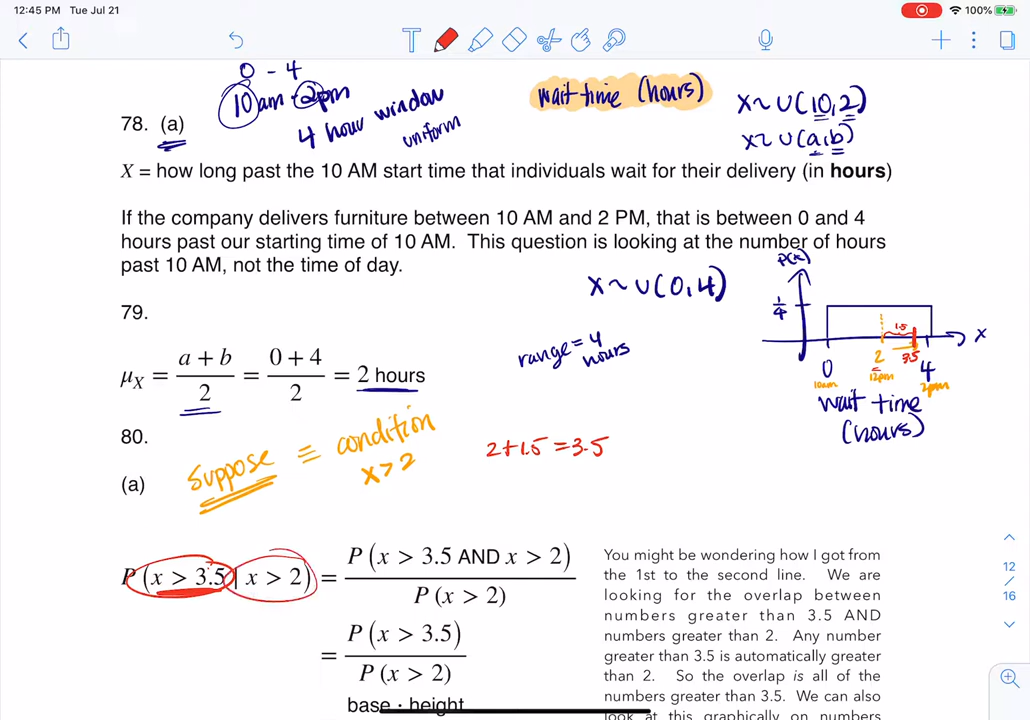 12:45 PM Tue Jul 21
100%
T
0 - 4
10am - 2pm
4 hour window
uniform
wait time (hours)
X~U(10,2)
X~U(a,b)
78. (a)
X = how long past the 10 AM start time that individuals wait for their delivery (in hours)
If the company delivers furniture between 10 AM and 2 PM, that is between 0 and 4
hours past our starting time of 10 AM. This question is looking at the number of hours
past 10 AM, not the time of day.
X~U(0,4)
P(x)
1/4
1.5
X
0 2 3.5 4
10am 12pm 2pm
wait time
(hours)
79.
range = 4
hours
μX = a + b / 2 = 0 + 4 / 2 = 2 hours
80.
(a)
Suppose ≡ condition
x > 2
2+1.5=3.5
P (x > 3.5 | x > 2) = P (x > 3.5 AND x > 2) / P (x > 2)
= P (x > 3.5) / P (x > 2)
base · height
You might be wondering how I got from
the 1st to the second line. We are
looking for the overlap between
numbers greater than 3.5 AND
numbers greater than 2. Any number
greater than 3.5 is automatically greater
than 2. So the overlap is all of the
numbers greater than 3.5. We can also
look at this graphically on numbers
12
/
16